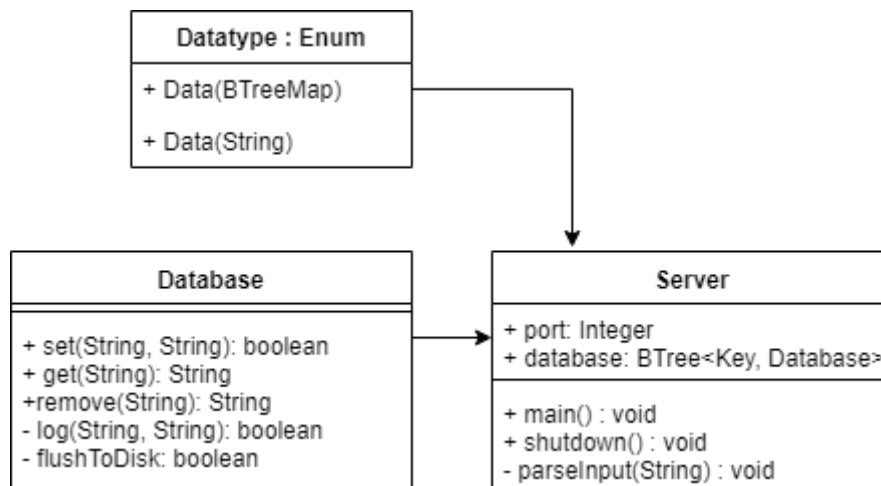 Datatype : Enum
+ Data(BTreeMap)
+ Data(String)
Database
+ set(String, String): boolean
+ get(String): String
+remove(String): String
- log(String, String): boolean
- flushToDisk: boolean
Server
+ port: Integer
+ database: BTree<Key, Database>
+ main() : void
+ shutdown() : void
- parseInput(String) : void